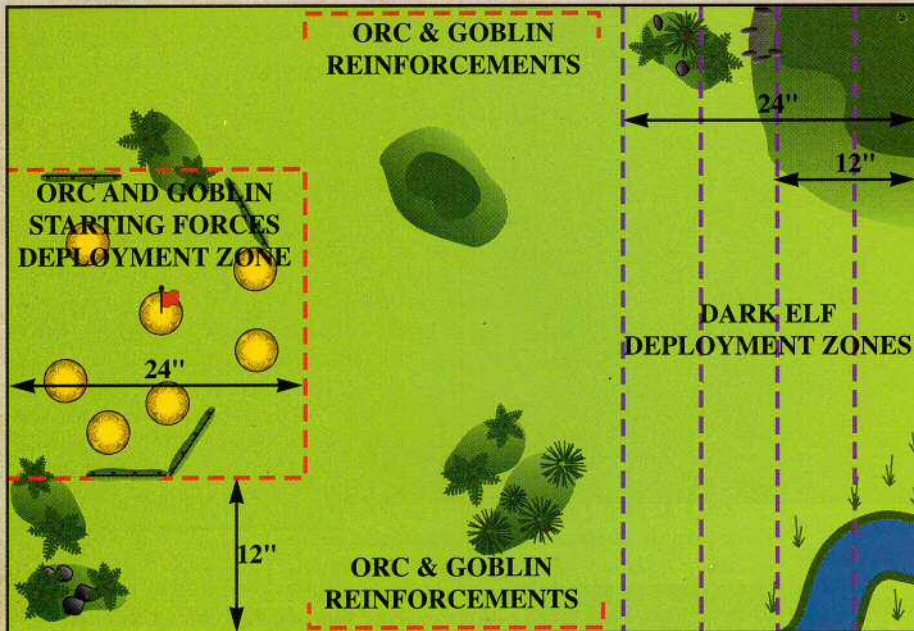 ORC & GOBLIN
REINFORCEMENTS
24"
12"
ORC AND GOBLIN
STARTING FORCES
DEPLOYMENT ZONE
DARK ELF
DEPLOYMENT ZONES
24"
12"
ORC & GOBLIN
REINFORCEMENTS